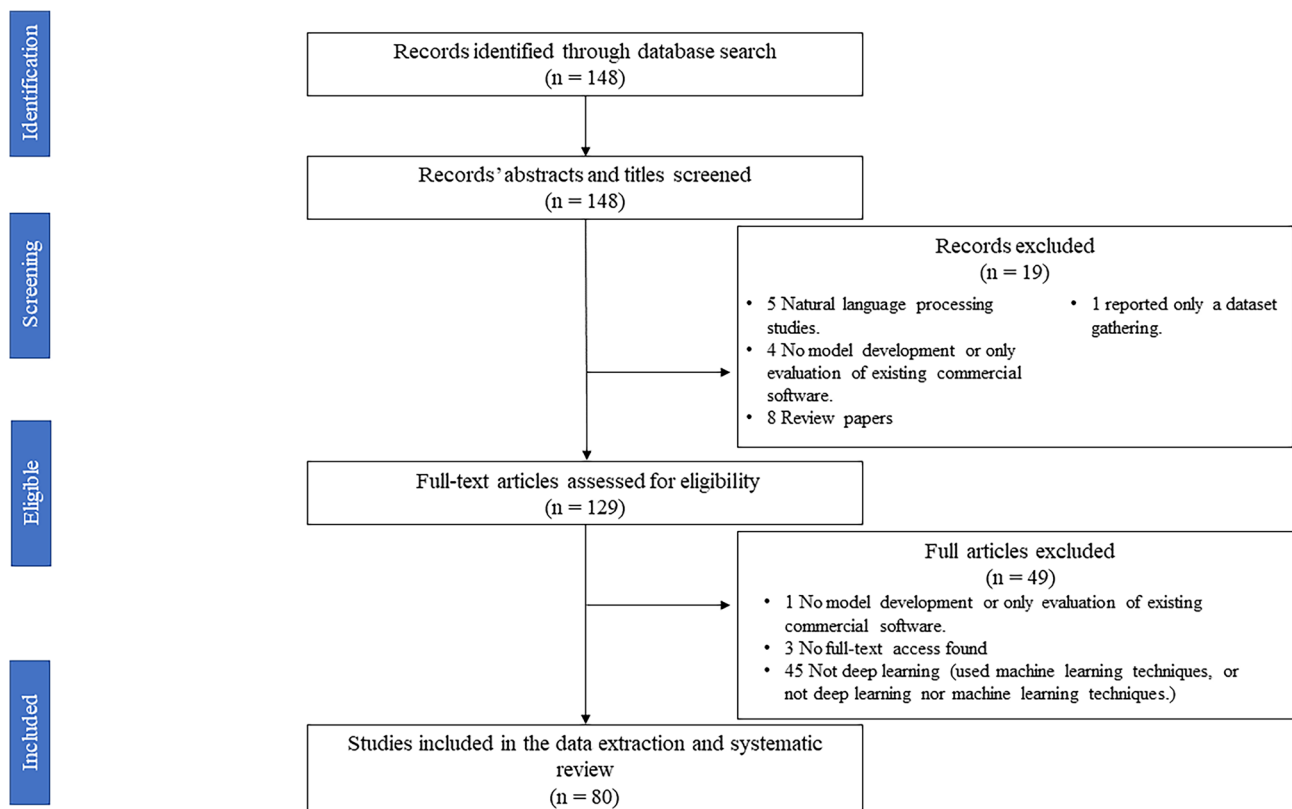 Identification
Records identified through database search
(n = 148)
Records' abstracts and titles screened
(n = 148)
Screening
Records excluded
(n = 19)
• 5 Natural language processing
studies.
• 4 No model development or only
evaluation of existing commercial
software.
• 8 Review papers
• 1 reported only a dataset
gathering.
Eligible
Full-text articles assessed for eligibility
(n = 129)
Full articles excluded
(n = 49)
• 1 No model development or only evaluation of existing
commercial software.
• 3 No full-text access found
• 45 Not deep learning (used machine learning techniques, or
not deep learning nor machine learning techniques.)
Included
Studies included in the data extraction and systematic
review
(n = 80)